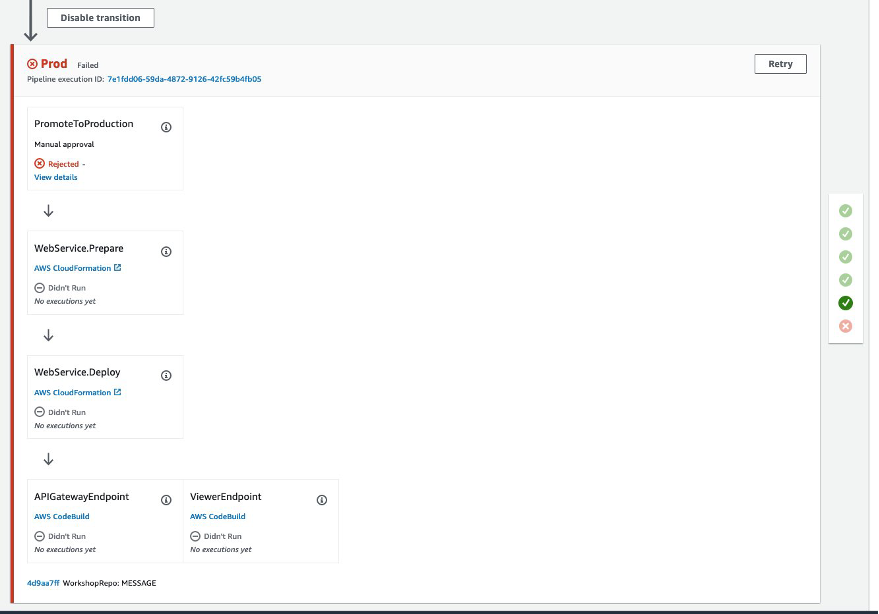 Disable transition
Prod Failed
Retry
Pipeline execution ID: 7e1fdd06-59da-4872-9126-42fc59b4fb05
PromoteToProduction
Manual approval
Rejected -
View details
WebService.Prepare
AWS CloudFormation
Didn't Run
No executions yet
WebService.Deploy
AWS CloudFormation
Didn't Run
No executions yet
APIGatewayEndpoint
AWS CodeBuild
Didn't Run
No executions yet
ViewerEndpoint
AWS CodeBuild
Didn't Run
No executions yet
4d9aa7ff WorkshopRepo: MESSAGE